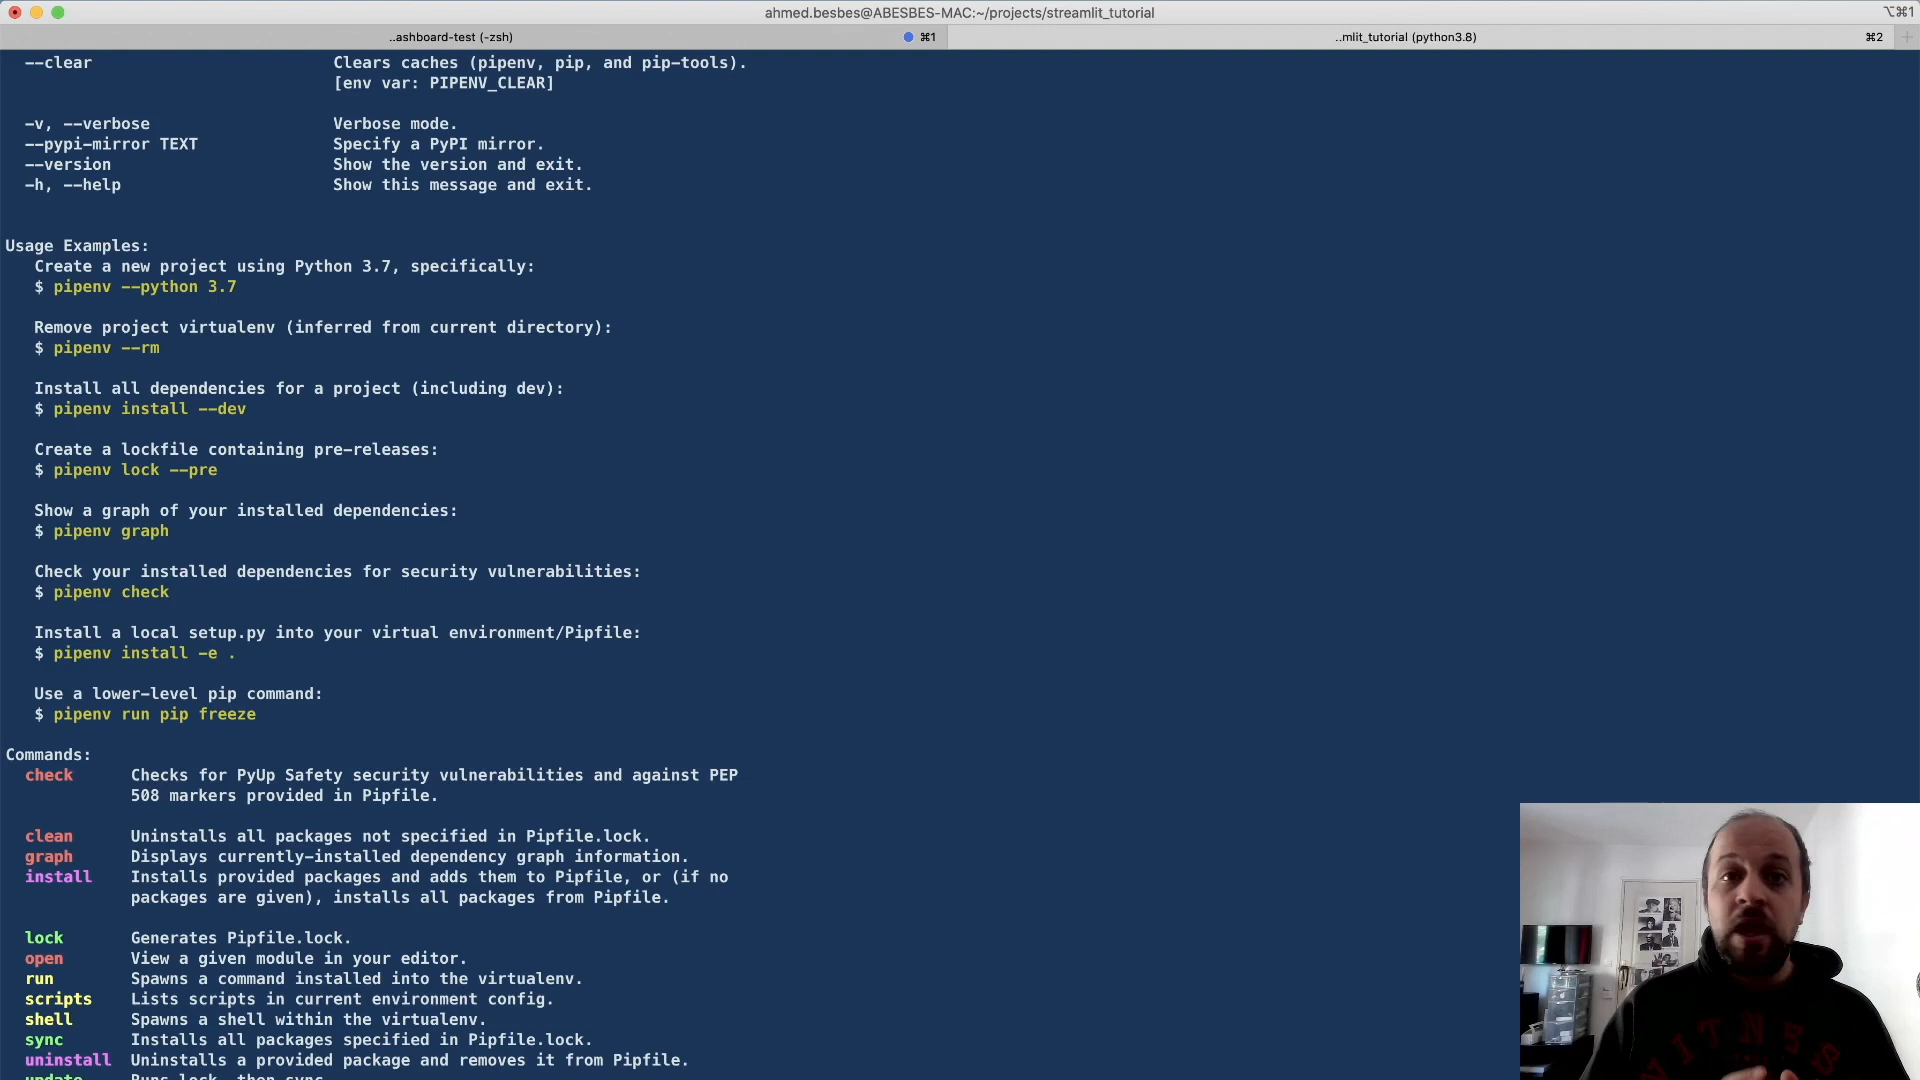 ahmed.besbes@ABESBES-MAC:~/projects/streamlit_tutorial
⌥⌘1
..ashboard-test (-zsh)
⌘1
..mlit_tutorial (python3.8)
⌘2
--clear Clears caches (pipenv, pip, and pip-tools).
[env var: PIPENV_CLEAR]
-v, --verbose Verbose mode.
--pypi-mirror TEXT Specify a PyPI mirror.
--version Show the version and exit.
-h, --help Show this message and exit.
Usage Examples:
Create a new project using Python 3.7, specifically:
$ pipenv --python 3.7
Remove project virtualenv (inferred from current directory):
$ pipenv --rm
Install all dependencies for a project (including dev):
$ pipenv install --dev
Create a lockfile containing pre-releases:
$ pipenv lock --pre
Show a graph of your installed dependencies:
$ pipenv graph
Check your installed dependencies for security vulnerabilities:
$ pipenv check
Install a local setup.py into your virtual environment/Pipfile:
$ pipenv install -e .
Use a lower-level pip command:
$ pipenv run pip freeze
Commands:
check Checks for PyUp Safety security vulnerabilities and against PEP
508 markers provided in Pipfile.
clean Uninstalls all packages not specified in Pipfile.lock.
graph Displays currently-installed dependency graph information.
install Installs provided packages and adds them to Pipfile, or (if no
packages are given), installs all packages from Pipfile.
lock Generates Pipfile.lock.
open View a given module in your editor.
run Spawns a command installed into the virtualenv.
scripts Lists scripts in current environment config.
shell Spawns a shell within the virtualenv.
sync Installs all packages specified in Pipfile.lock.
uninstall Uninstalls a provided package and removes it from Pipfile.
update Runs lock, then sync.